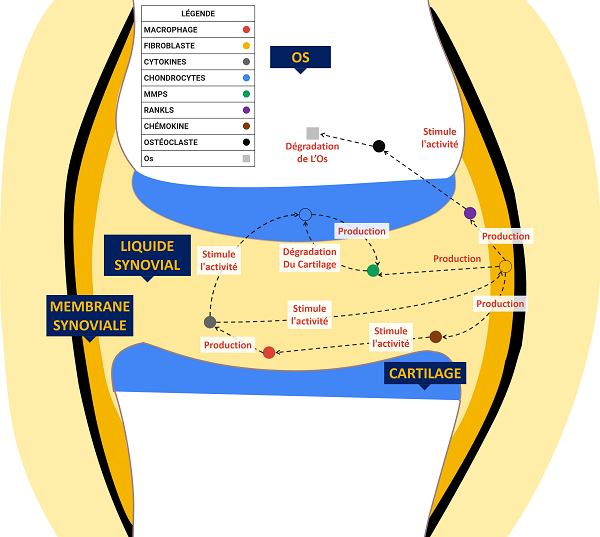 LÉGENDE
MACROPHAGE
FIBROBLASTE
CYTOKINES
CHONDROCYTES
MMPS
RANKLS
CHÉMOKINE
OSTÉOCLASTE
Os
OS
Stimule
l'activité
Dégradation
de L'Os
Production
Production
Stimule
l'activité
Dégradation
Du Cartilage
Production
LIQUIDE
SYNOVIAL
MEMBRANE
SYNOVIALE
Stimule
l'activité
Production
Stimule
l'activité
Production
CARTILAGE